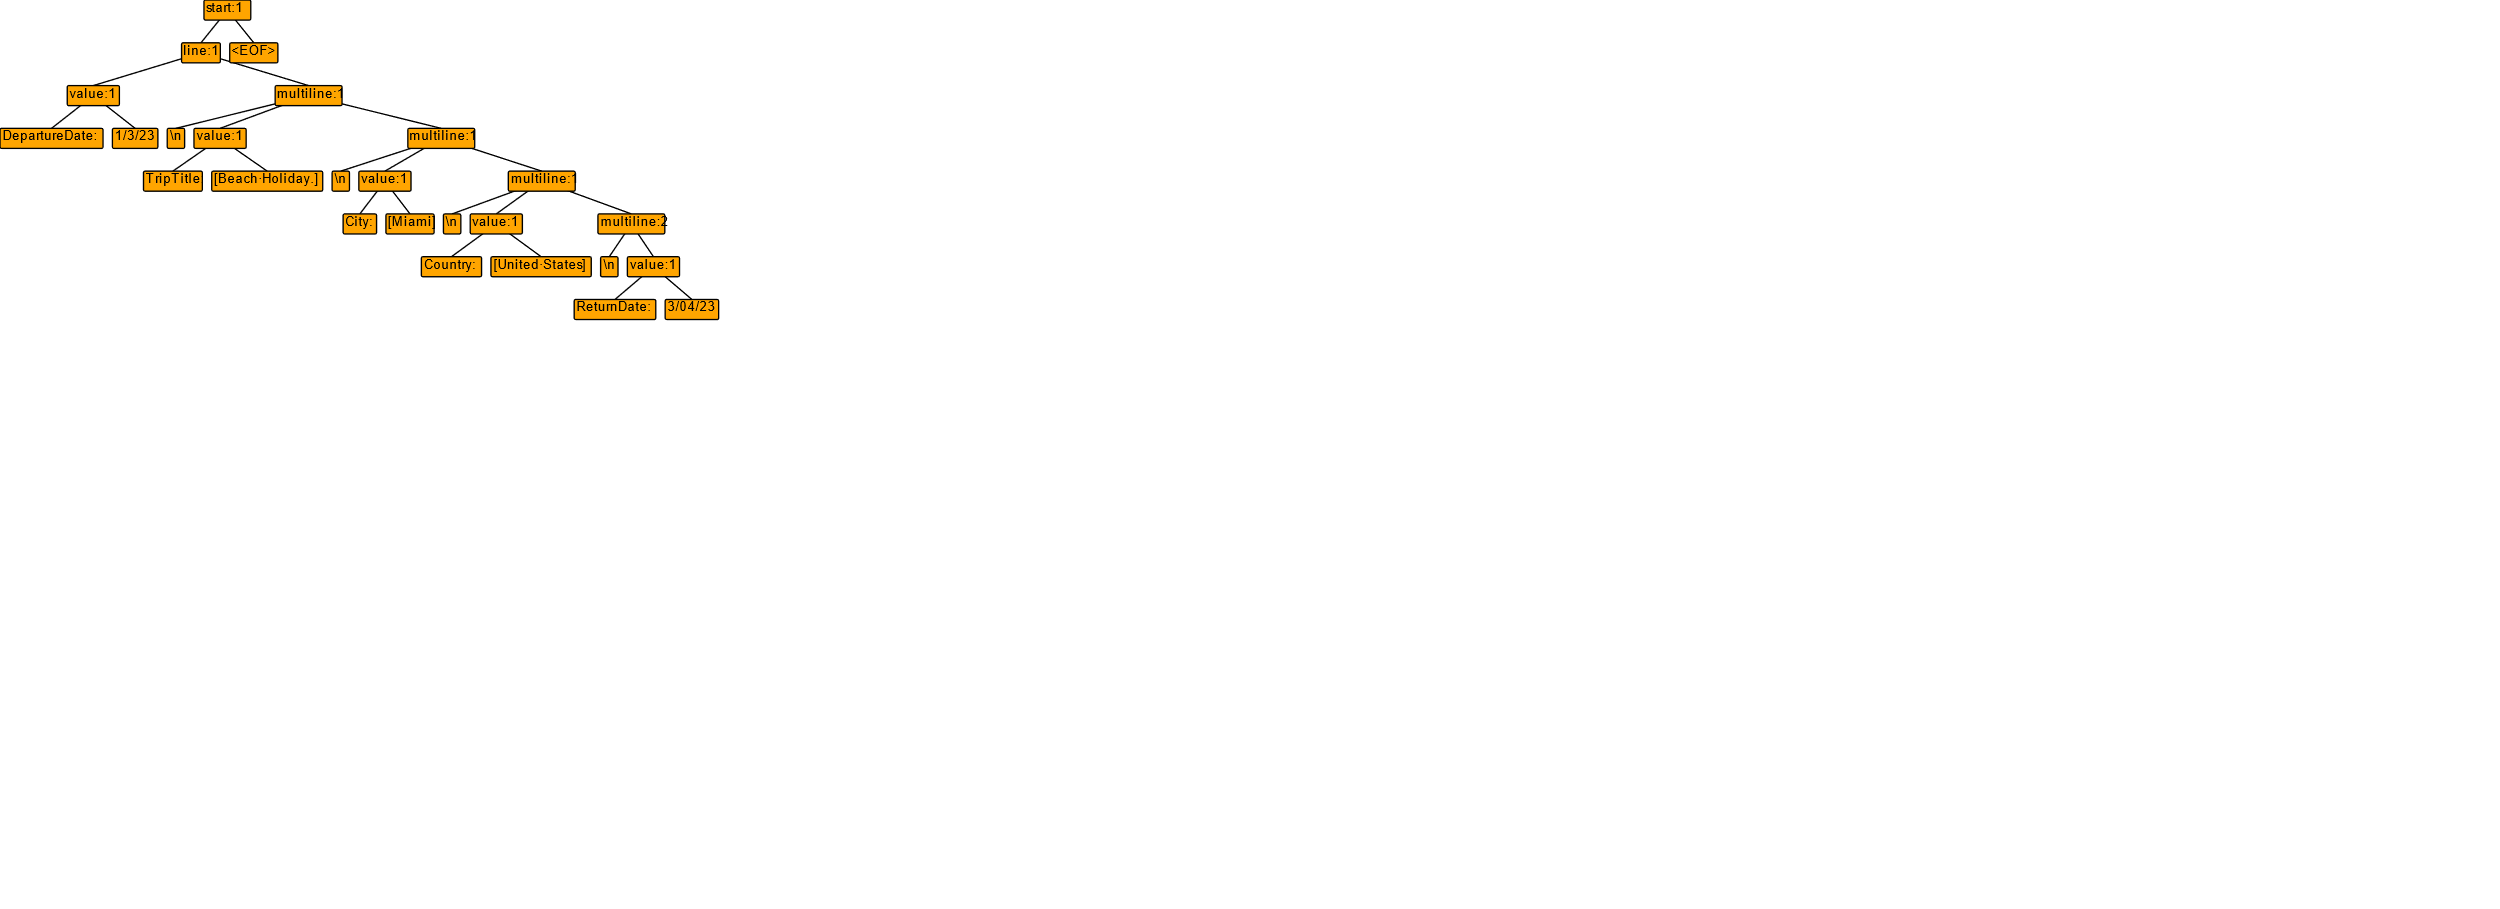 start:1
line:1 <EOF>
value:1 multiline:1
DepartureDate: 1/3/23 \n value:1 multiline:1
TripTitle [Beach·Holiday.] \n value:1 multiline:1
City: [Miami] \n value:1 multiline:2
Country: [United·States] \n value:1
ReturnDate: 3/04/23